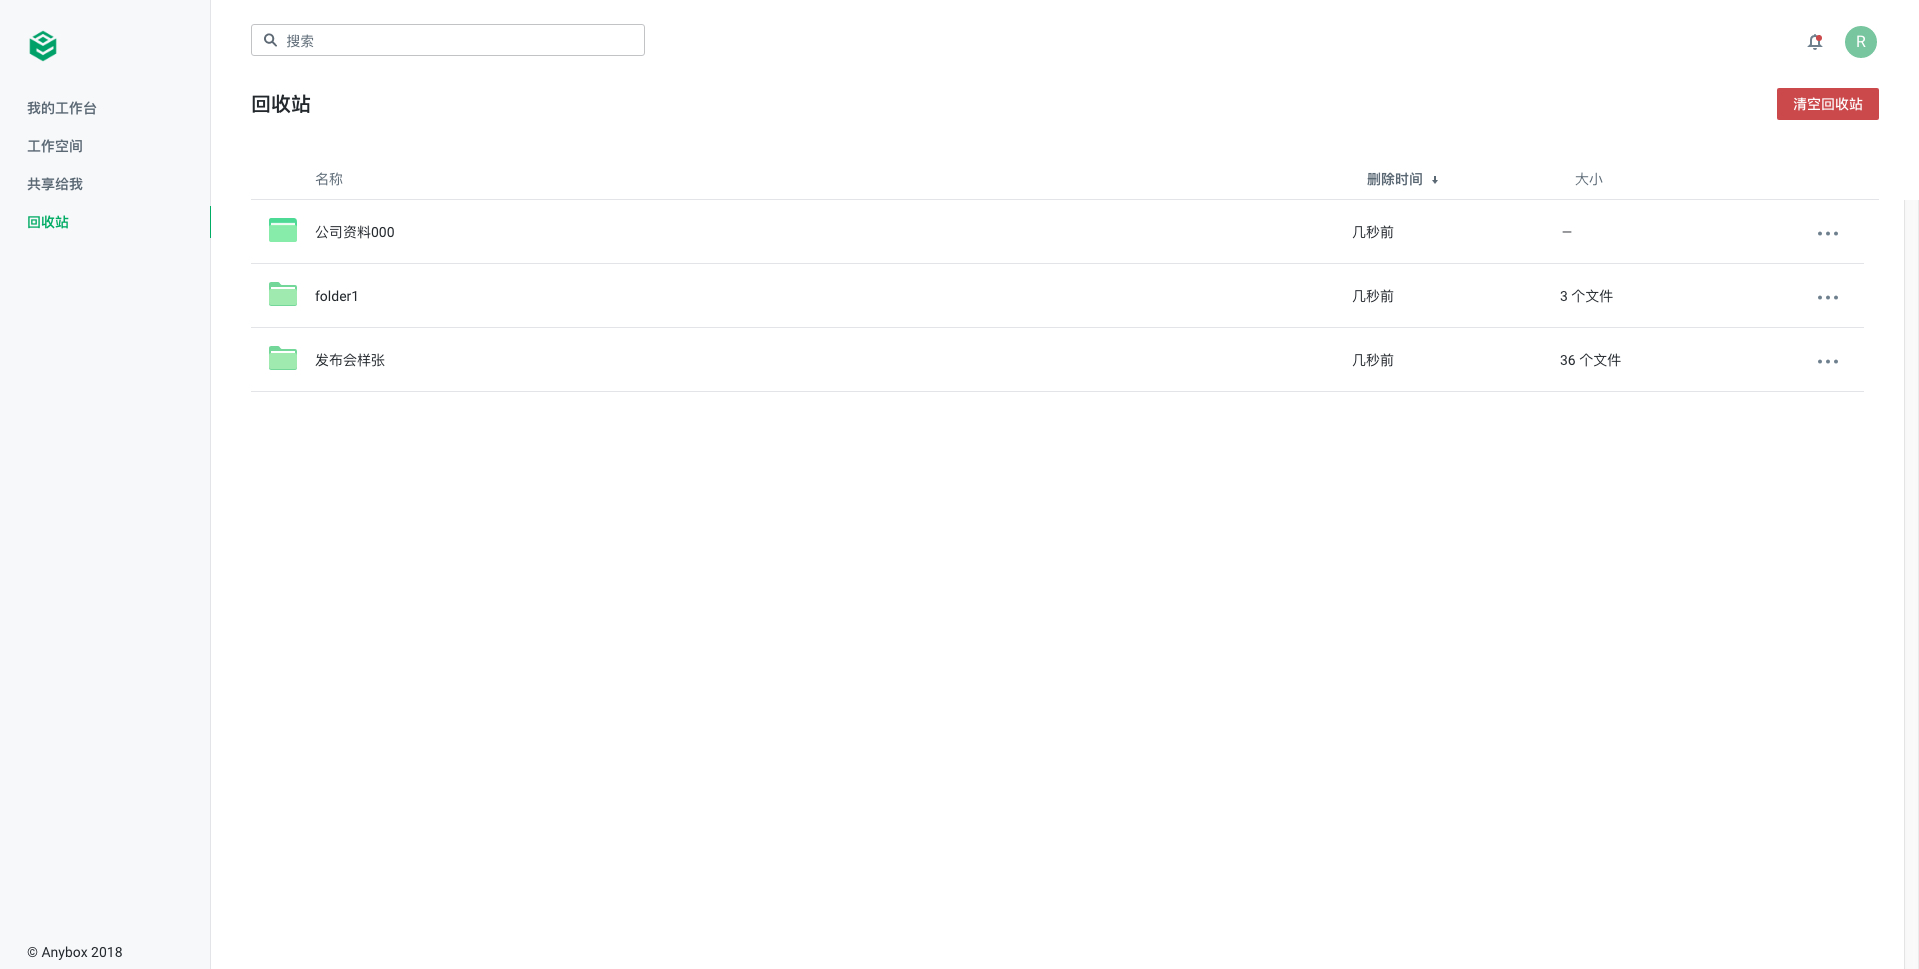 搜索
R
我的工作台
工作空间
共享给我
回收站
回收站
清空回收站
名称 删除时间 大小
公司资料000 几秒前 –
folder1 几秒前 3 个文件
发布会样张 几秒前 36 个文件
© Anybox 2018